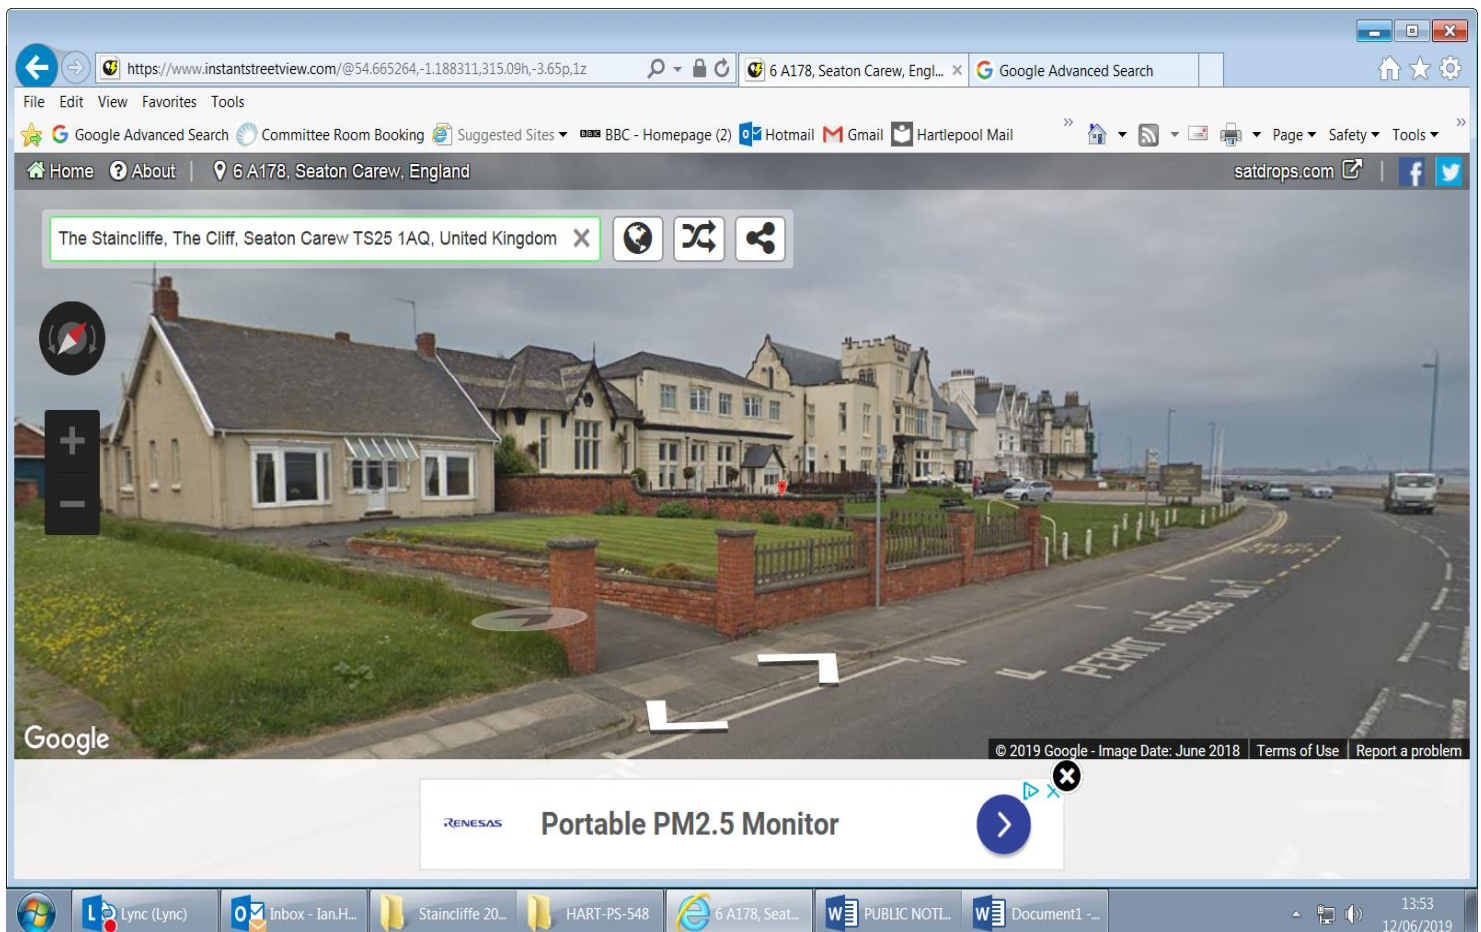 https://www.instantstreetview.com/@54.665264,-1.188311,315.09h,-3.65p,1z
6 A178, Seaton Carew, Engl...
Google Advanced Search
File Edit View Favorites Tools
Google Advanced Search Committee Room Booking Suggested Sites BBC - Homepage (2) Hotmail Gmail Hartlepool Mail » Page Safety Tools »
Home About | 6 A178, Seaton Carew, England satdrops.com
The Staincliffe, The Cliff, Seaton Carew TS25 1AQ, United Kingdom
PERMIT HOLDERS ONLY
Google
© 2019 Google - Image Date: June 2018 Terms of Use Report a problem
RENESAS Portable PM2.5 Monitor
Lync (Lync) Inbox - Ian.H... Staincliffe 20... HART-PS-548 6 A178, Seat... PUBLIC NOTI... Document1 -...
13:53
12/06/2019